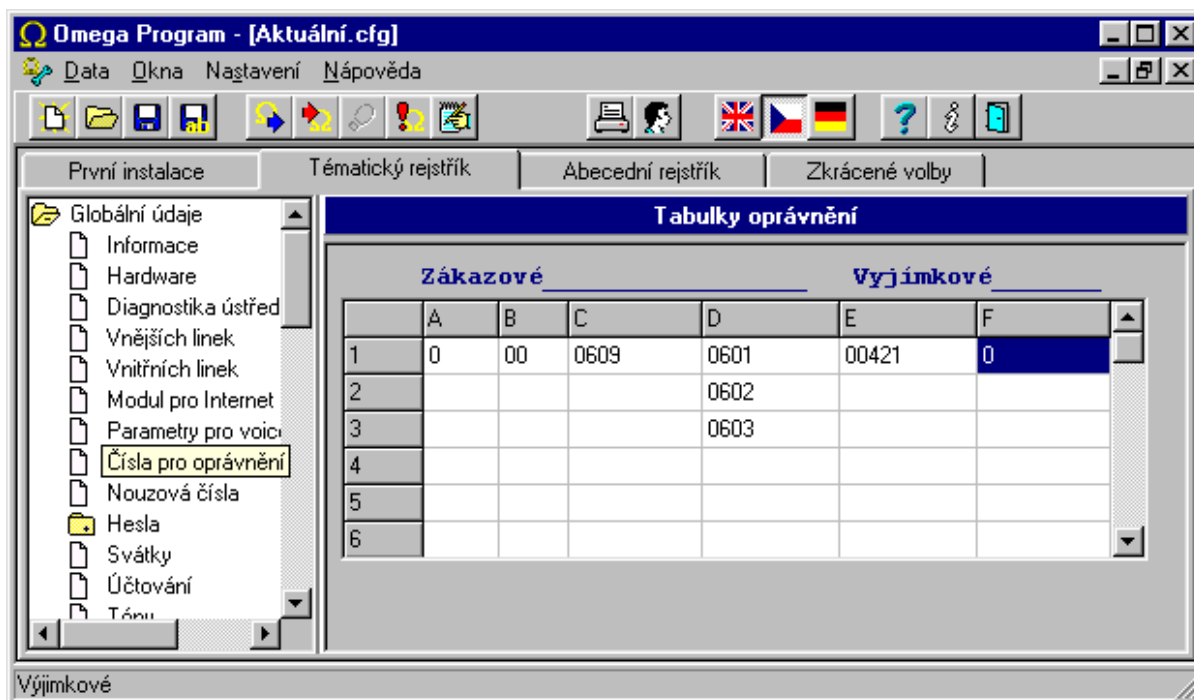 Omega Program - [Aktuální.cfg]
Data Okna Nastavení Nápověda
První instalace Tématický rejstřík Abecední rejstřík Zkrácené volby
Globální údaje
Informace
Hardware
Diagnostika ústřed
Vnějších linek
Vnitřních linek
Modul pro Internet
Parametry pro voic
Čísla pro oprávnění
Nouzová čísla
Hesla
Svátky
Účtování
Tónu
Tabulky oprávnění
Zákazové Vyjímkové
A B C D E F
1 0 00 0609 0601 00421 0
2 0602
3 0603
4
5
6
Výjimkové